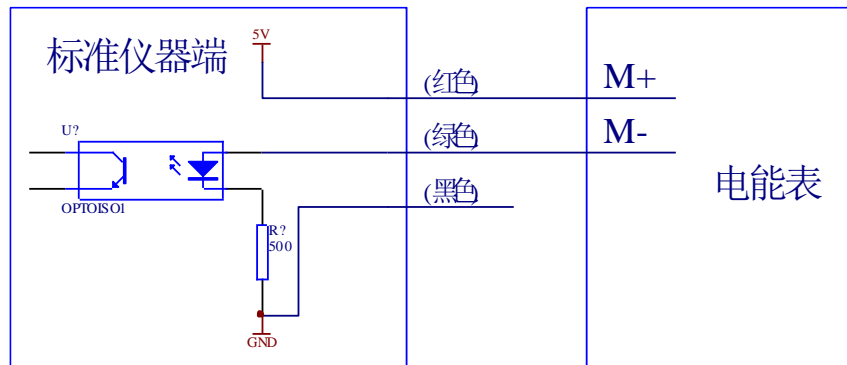 5V
标准仪器端
(红色)
M+
U?
(绿色)
M-
(黑色)
电能表
OPTOISO1
R?
500
GND